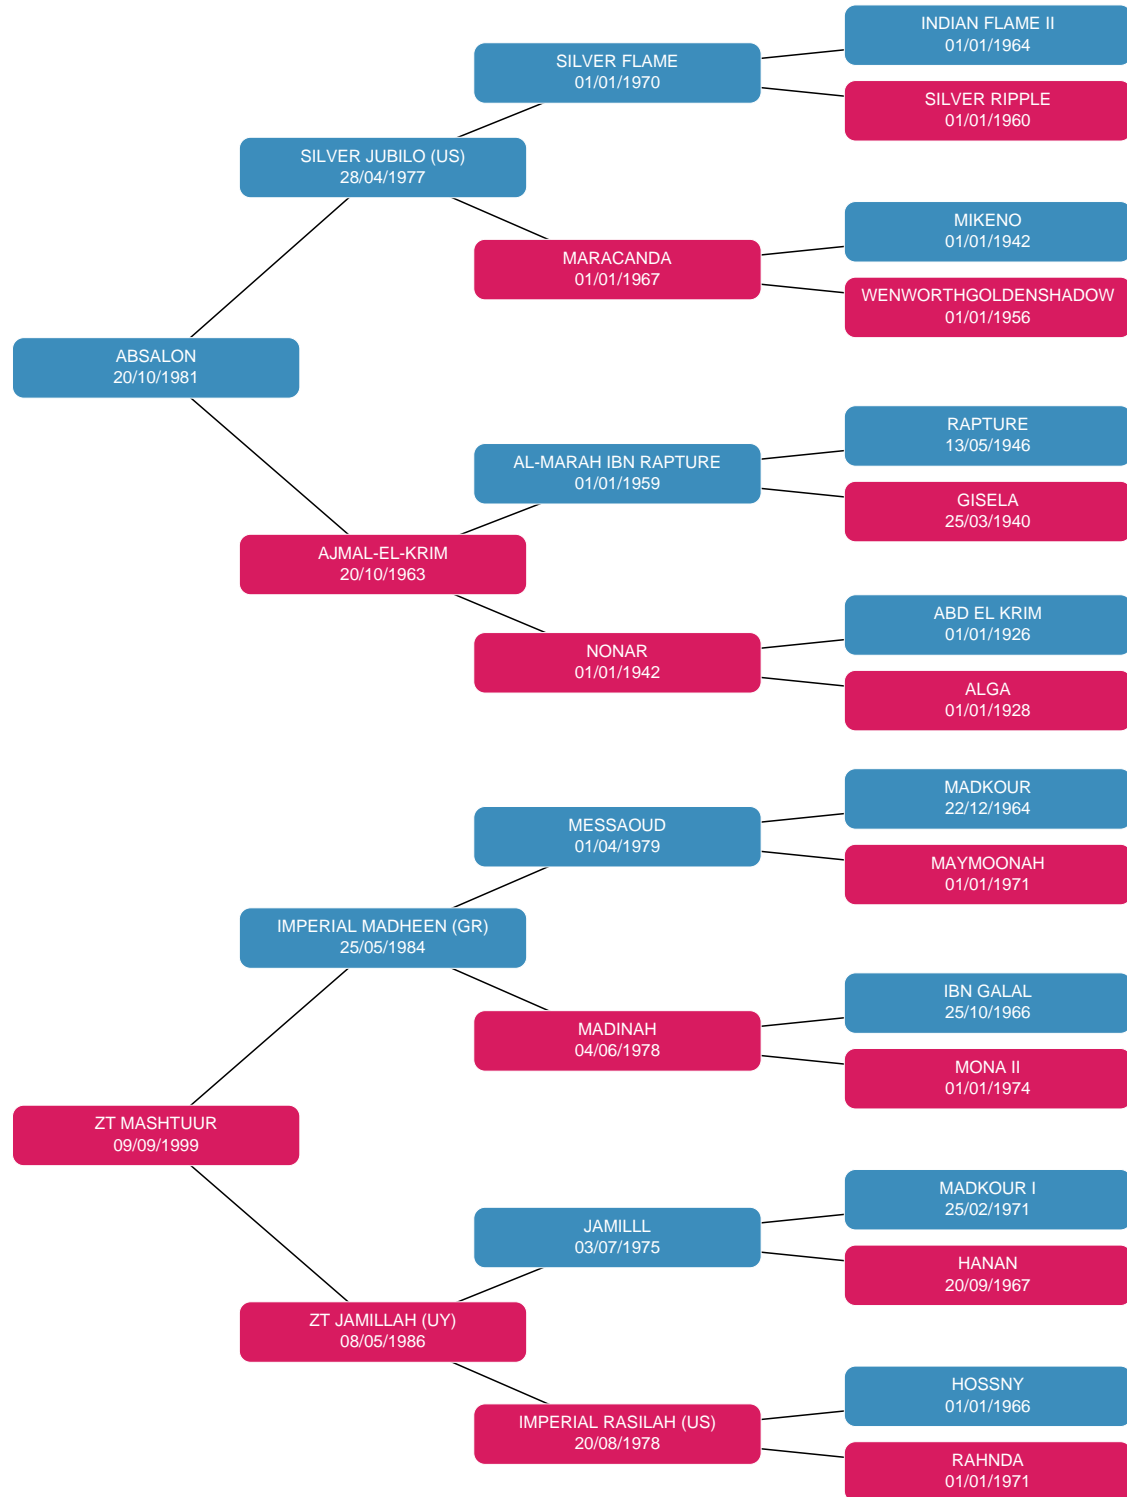 INDIAN FLAME II
01/01/1964
SILVER FLAME
01/01/1970
SILVER RIPPLE
01/01/1960
SILVER JUBILO (US)
28/04/1977
MIKENO
01/01/1942
MARACANDA
01/01/1967
WENWORTHGOLDENSHADOW
01/01/1956
ABSALON
20/10/1981
RAPTURE
13/05/1946
AL-MARAH IBN RAPTURE
01/01/1959
GISELA
25/03/1940
AJMAL-EL-KRIM
20/10/1963
ABD EL KRIM
01/01/1926
NONAR
01/01/1942
ALGA
01/01/1928
MADKOUR
22/12/1964
MESSAOUD
01/04/1979
MAYMOONAH
01/01/1971
IMPERIAL MADHEEN (GR)
25/05/1984
IBN GALAL
25/10/1966
MADINAH
04/06/1978
MONA II
01/01/1974
ZT MASHTUUR
09/09/1999
MADKOUR I
25/02/1971
JAMILLL
03/07/1975
HANAN
20/09/1967
ZT JAMILLAH (UY)
08/05/1986
HOSSNY
01/01/1966
IMPERIAL RASILAH (US)
20/08/1978
RAHNDA
01/01/1971